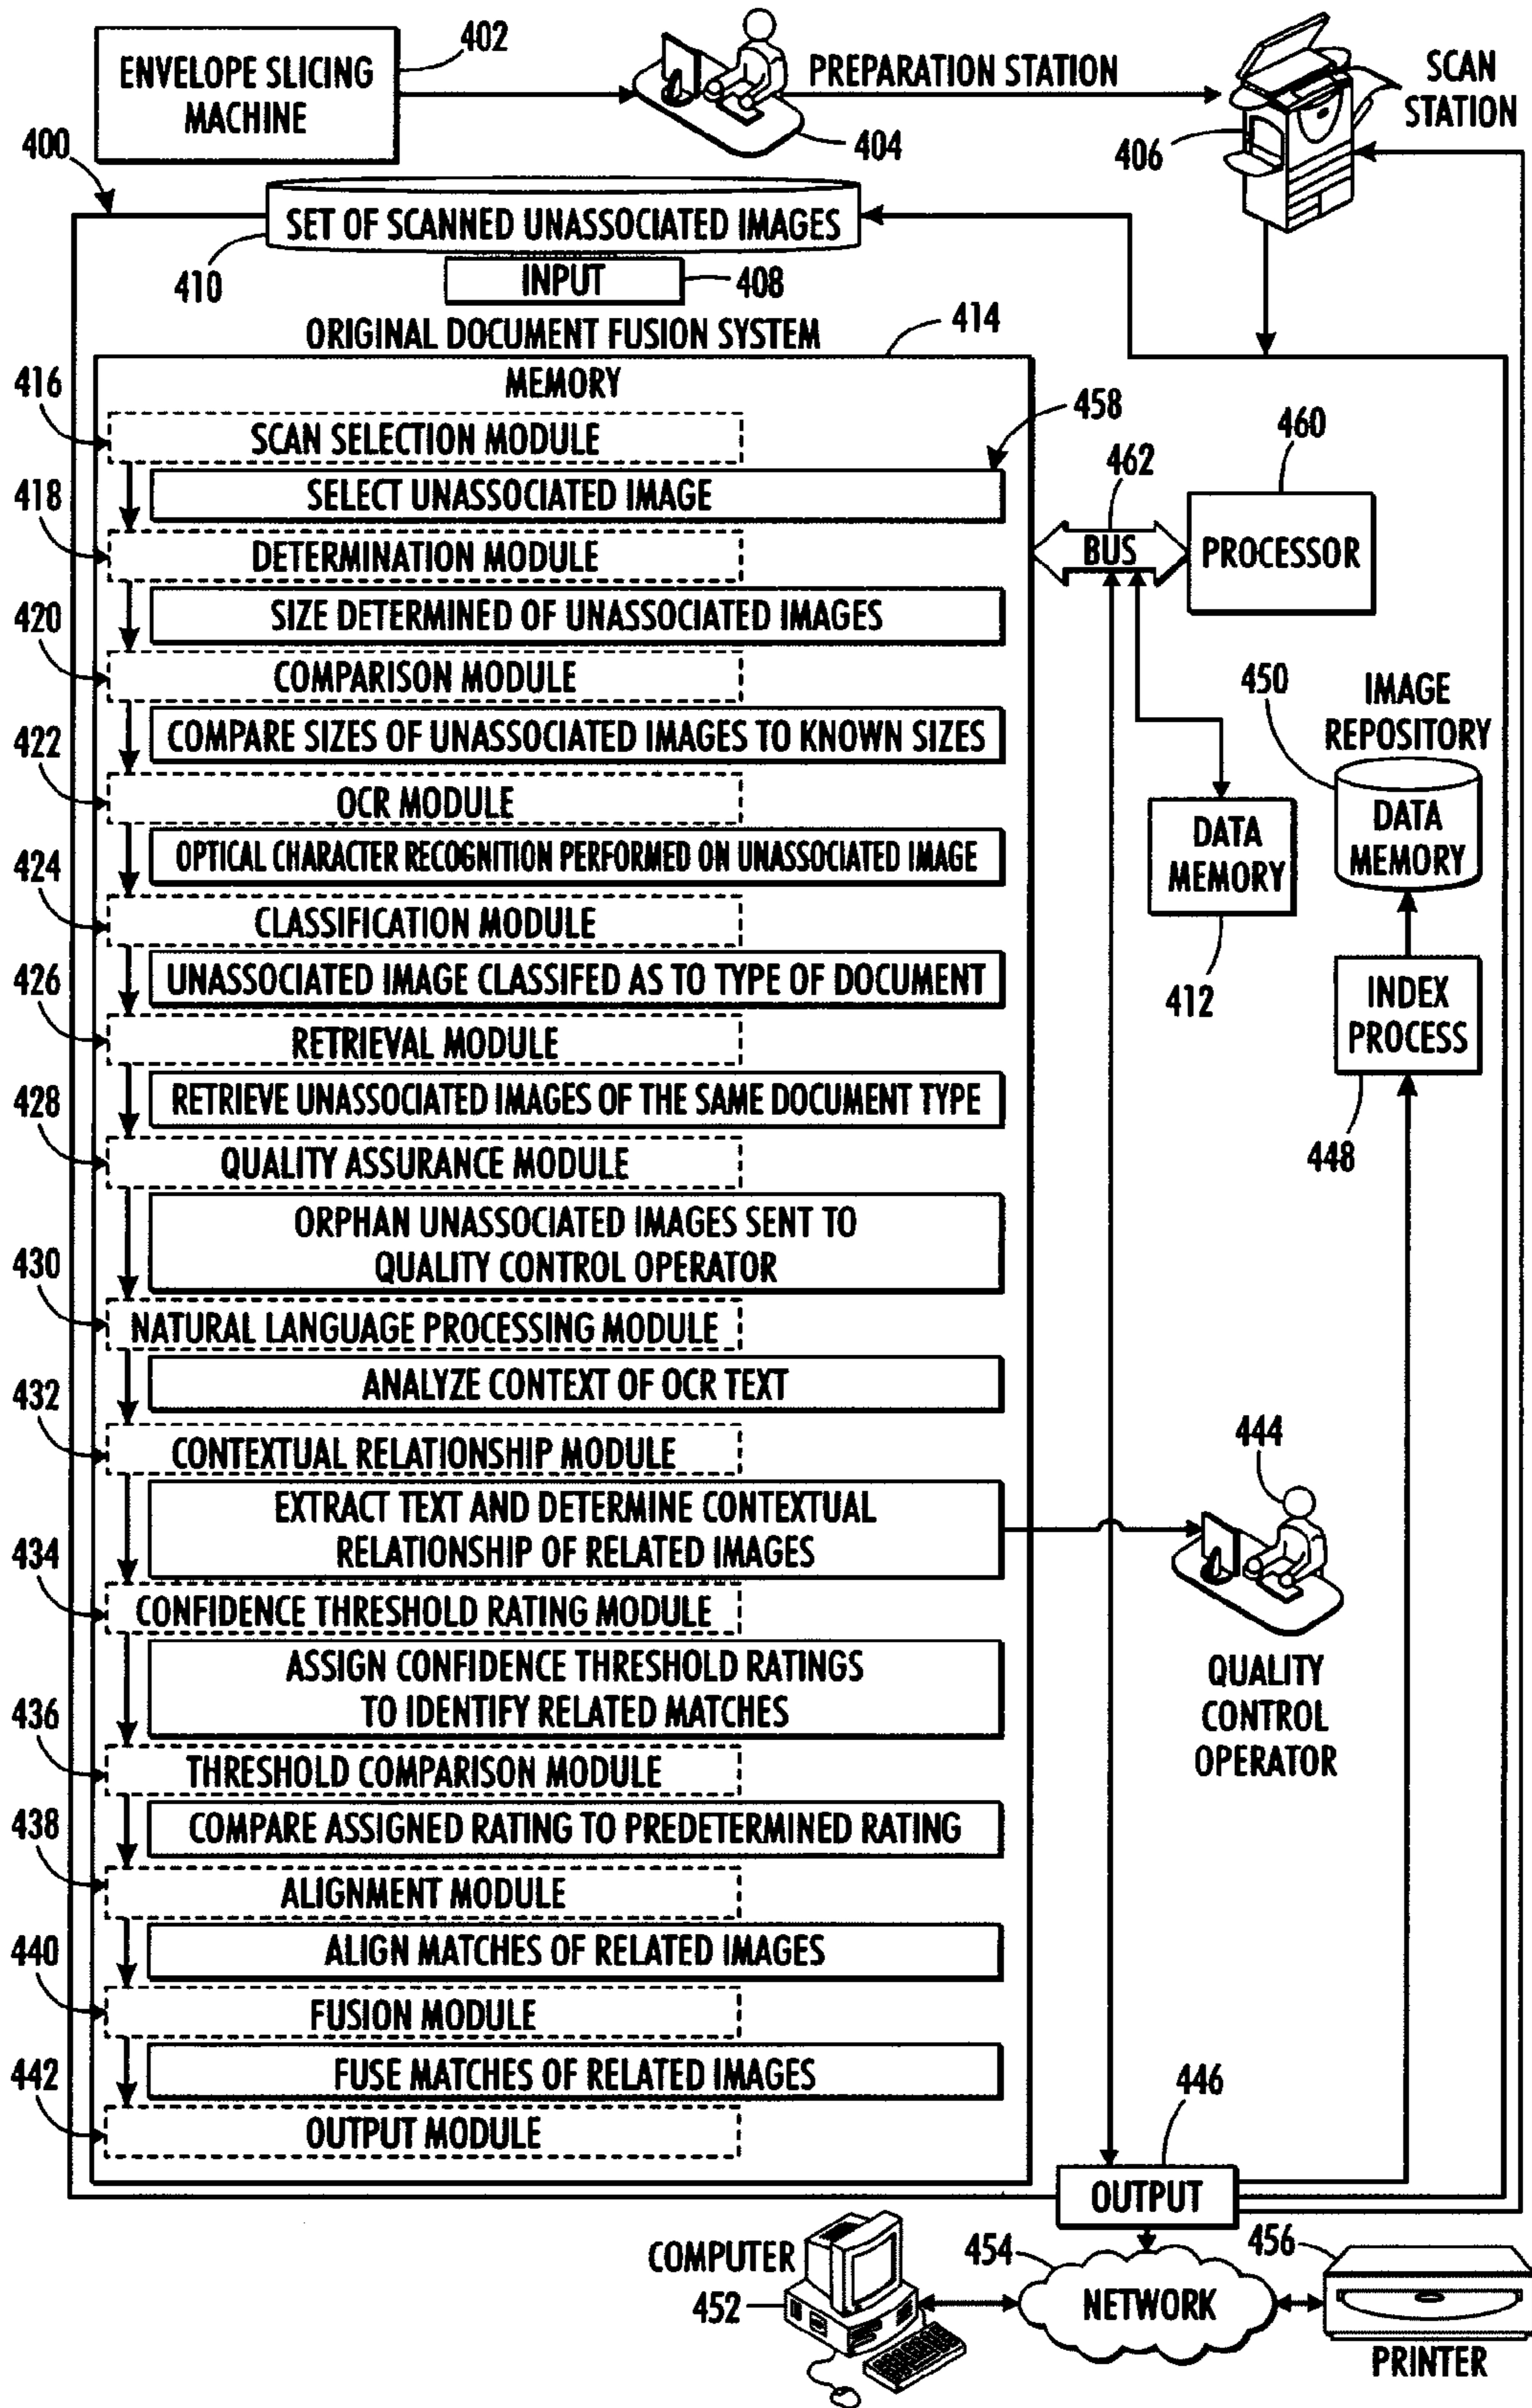 ENVELOPE SLICING
MACHINE
402
404
PREPARATION STATION
406
SCAN
STATION
400
SET OF SCANNED UNASSOCIATED IMAGES
410
INPUT
408
ORIGINAL DOCUMENT FUSION SYSTEM
414
MEMORY
416
SCAN SELECTION MODULE
458
SELECT UNASSOCIATED IMAGE
418
DETERMINATION MODULE
SIZE DETERMINED OF UNASSOCIATED IMAGES
420
COMPARISON MODULE
COMPARE SIZES OF UNASSOCIATED IMAGES TO KNOWN SIZES
422
OCR MODULE
OPTICAL CHARACTER RECOGNITION PERFORMED ON UNASSOCIATED IMAGE
424
CLASSIFICATION MODULE
UNASSOCIATED IMAGE CLASSIFED AS TO TYPE OF DOCUMENT
426
RETRIEVAL MODULE
RETRIEVE UNASSOCIATED IMAGES OF THE SAME DOCUMENT TYPE
428
QUALITY ASSURANCE MODULE
ORPHAN UNASSOCIATED IMAGES SENT TO
QUALITY CONTROL OPERATOR
430
NATURAL LANGUAGE PROCESSING MODULE
ANALYZE CONTEXT OF OCR TEXT
432
CONTEXTUAL RELATIONSHIP MODULE
EXTRACT TEXT AND DETERMINE CONTEXTUAL
RELATIONSHIP OF RELATED IMAGES
434
CONFIDENCE THRESHOLD RATING MODULE
ASSIGN CONFIDENCE THRESHOLD RATINGS
TO IDENTIFY RELATED MATCHES
436
THRESHOLD COMPARISON MODULE
COMPARE ASSIGNED RATING TO PREDETERMINED RATING
438
ALIGNMENT MODULE
ALIGN MATCHES OF RELATED IMAGES
440
FUSION MODULE
FUSE MATCHES OF RELATED IMAGES
442
OUTPUT MODULE
462
BUS
460
PROCESSOR
DATA
MEMORY
412
450
IMAGE
REPOSITORY
DATA
MEMORY
INDEX
PROCESS
448
444
QUALITY
CONTROL
OPERATOR
446
OUTPUT
COMPUTER
452
454
NETWORK
456
PRINTER